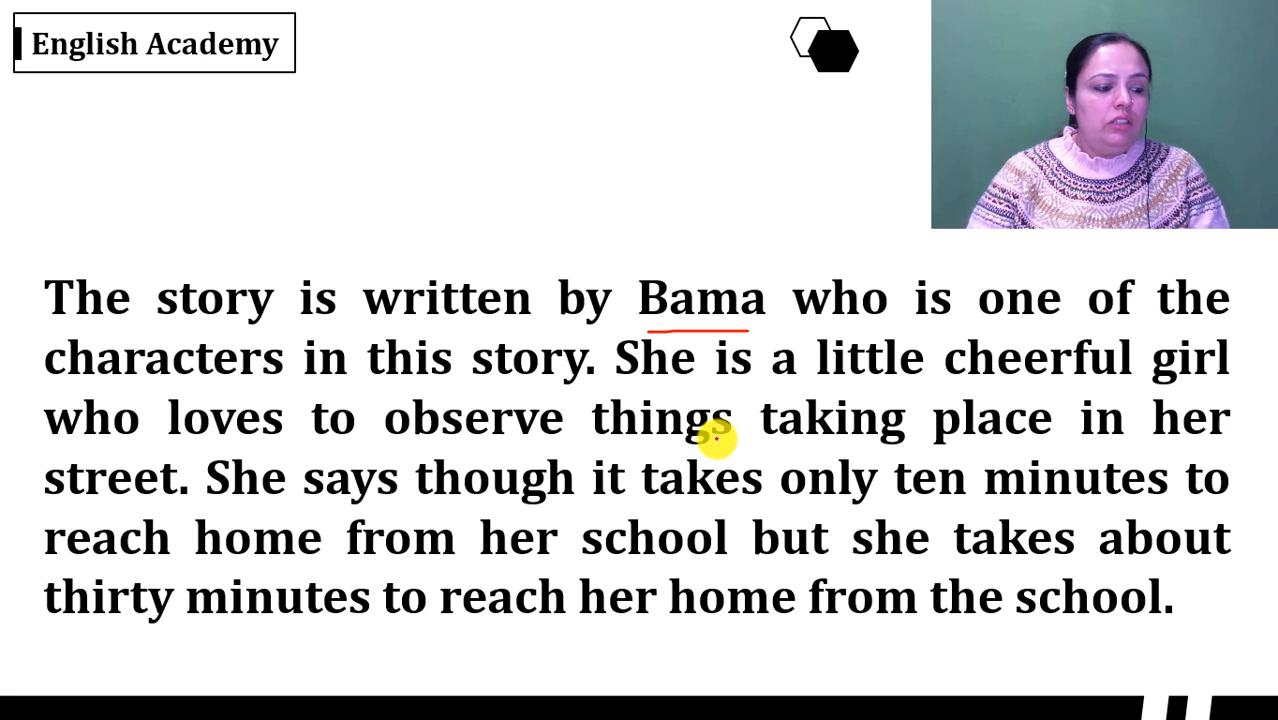 English Academy
The story is written by Bama who is one of the
characters in this story. She is a little cheerful girl
who loves to observe things taking place in her
street. She says though it takes only ten minutes to
reach home from her school but she takes about
thirty minutes to reach her home from the school.